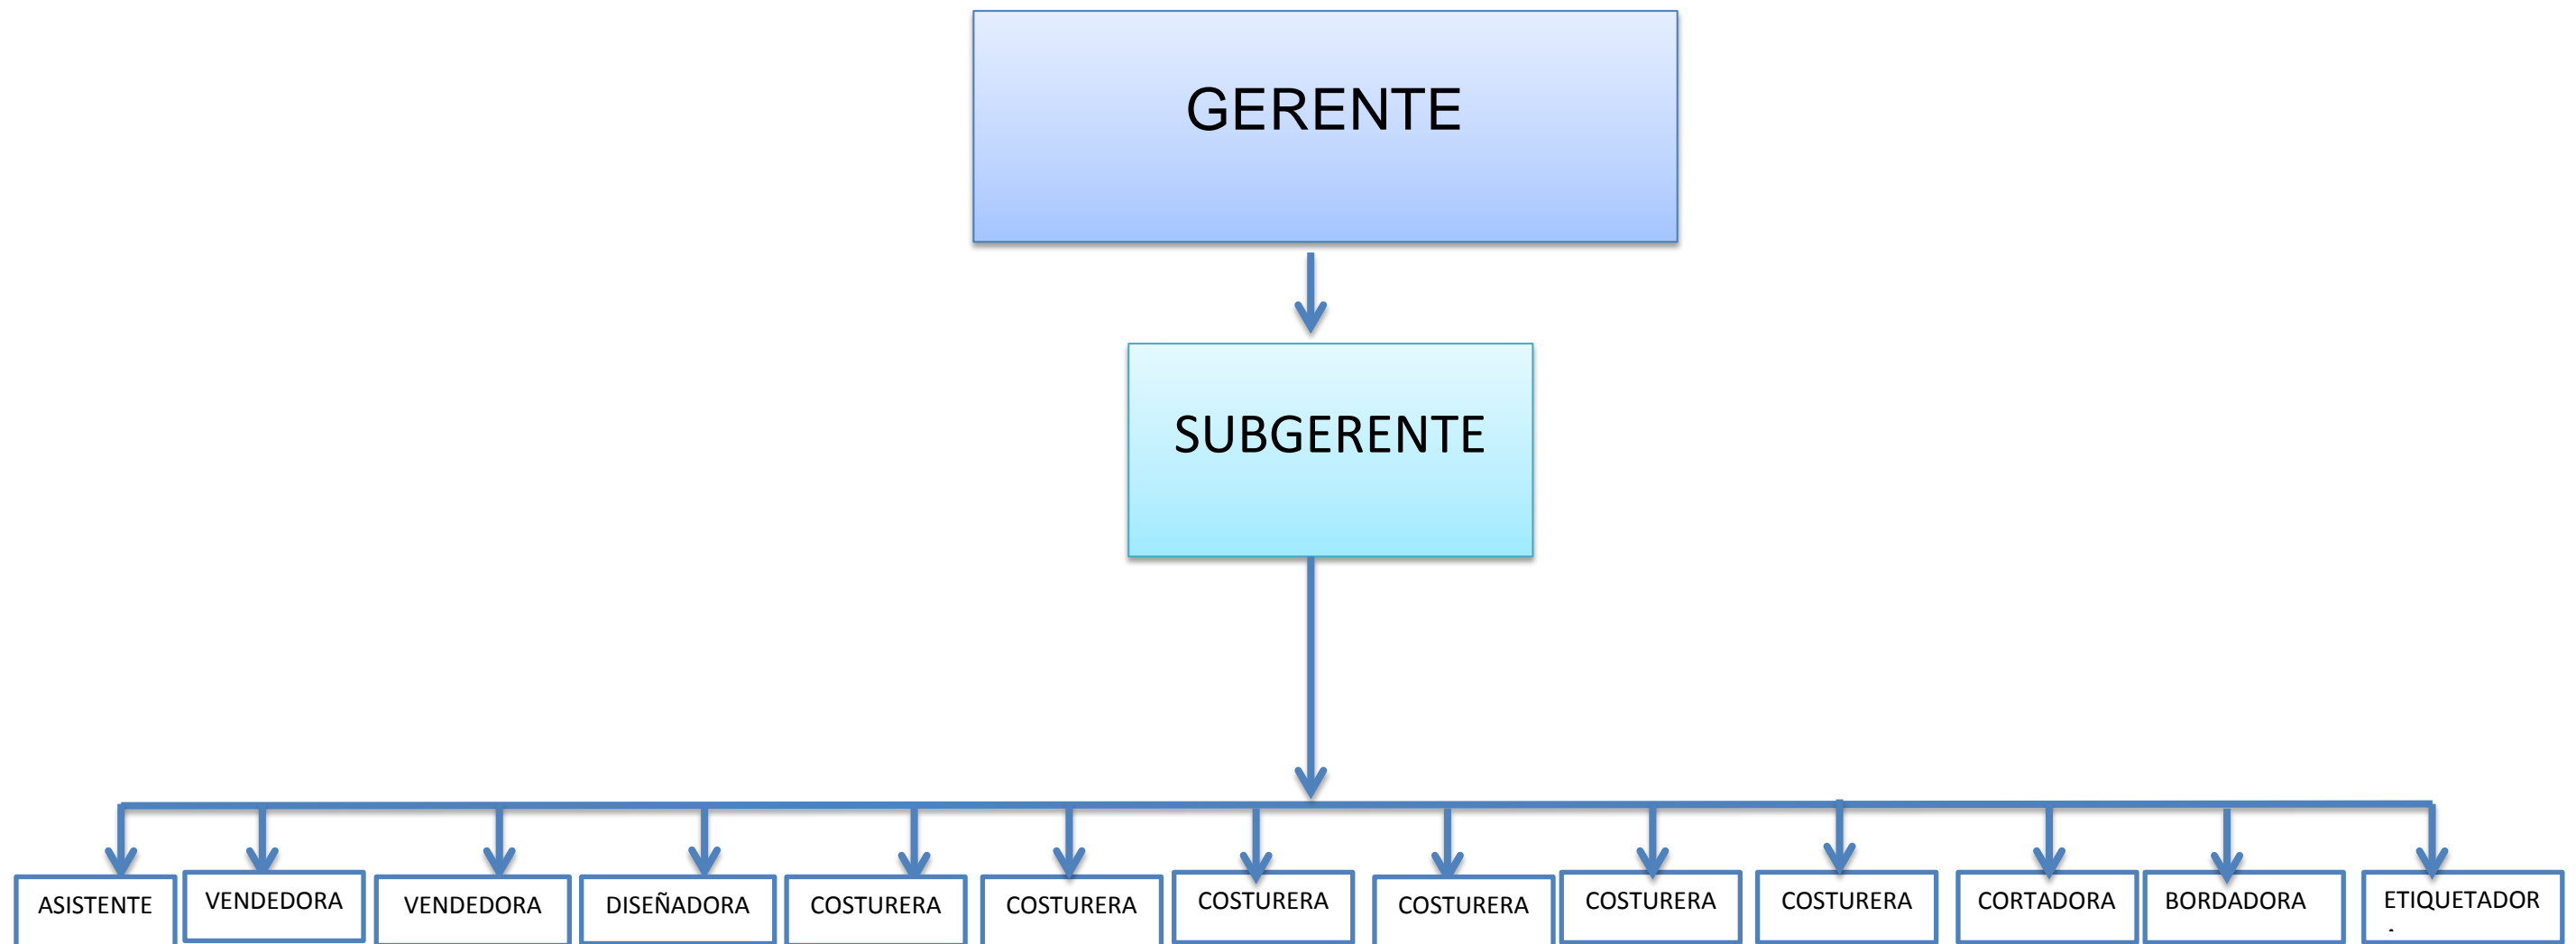 GERENTE
SUBGERENTE
ASISTENTE
VENDEDORA
VENDEDORA
DISEÑADORA
COSTURERA
COSTURERA
COSTURERA
COSTURERA
COSTURERA
COSTURERA
CORTADORA
BORDADORA
ETIQUETADOR